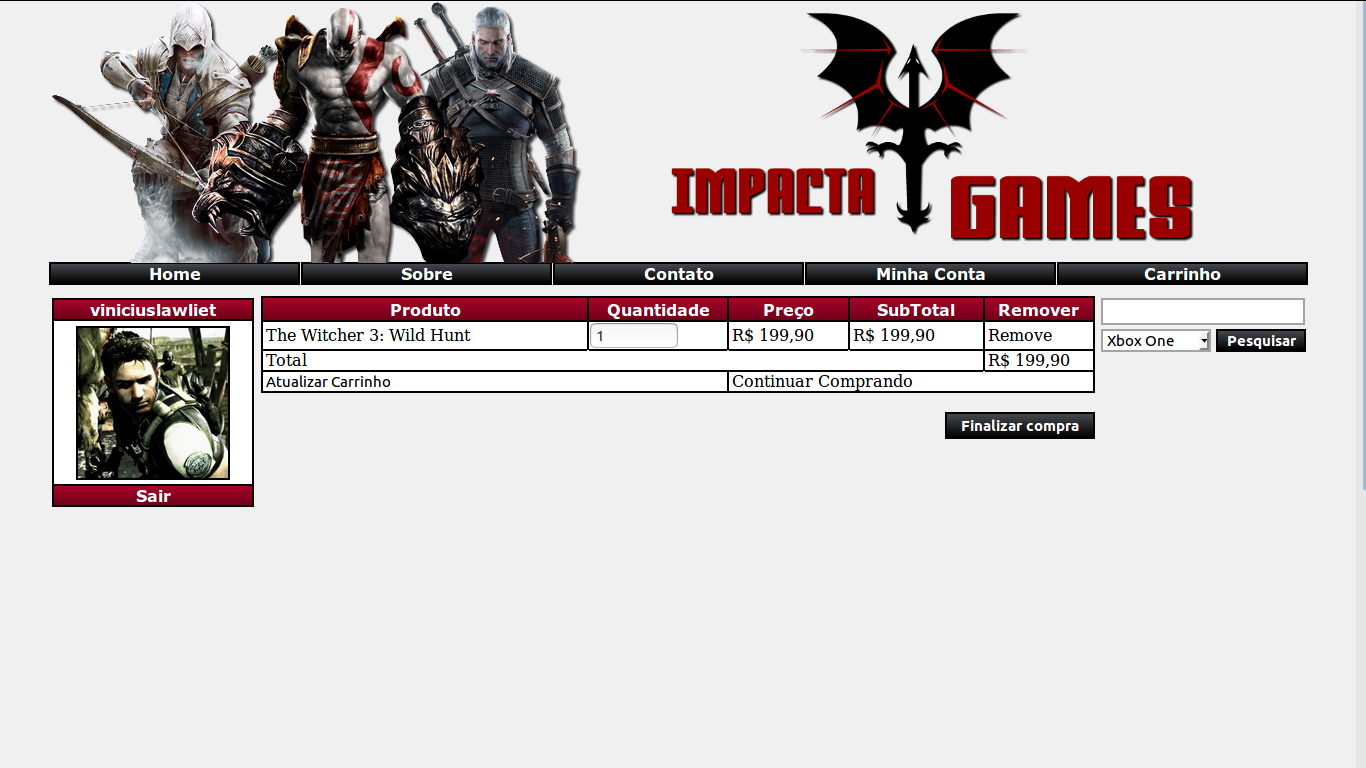 IMPACTA GAMES
Home Sobre Contato Minha Conta Carrinho
viniciuslawliet
Sair
Produto Quantidade Preço SubTotal Remover
The Witcher 3: Wild Hunt 1 R$ 199,90 R$ 199,90 Remove
Total R$ 199,90
Atualizar Carrinho Continuar Comprando
Finalizar compra
Xbox One Pesquisar